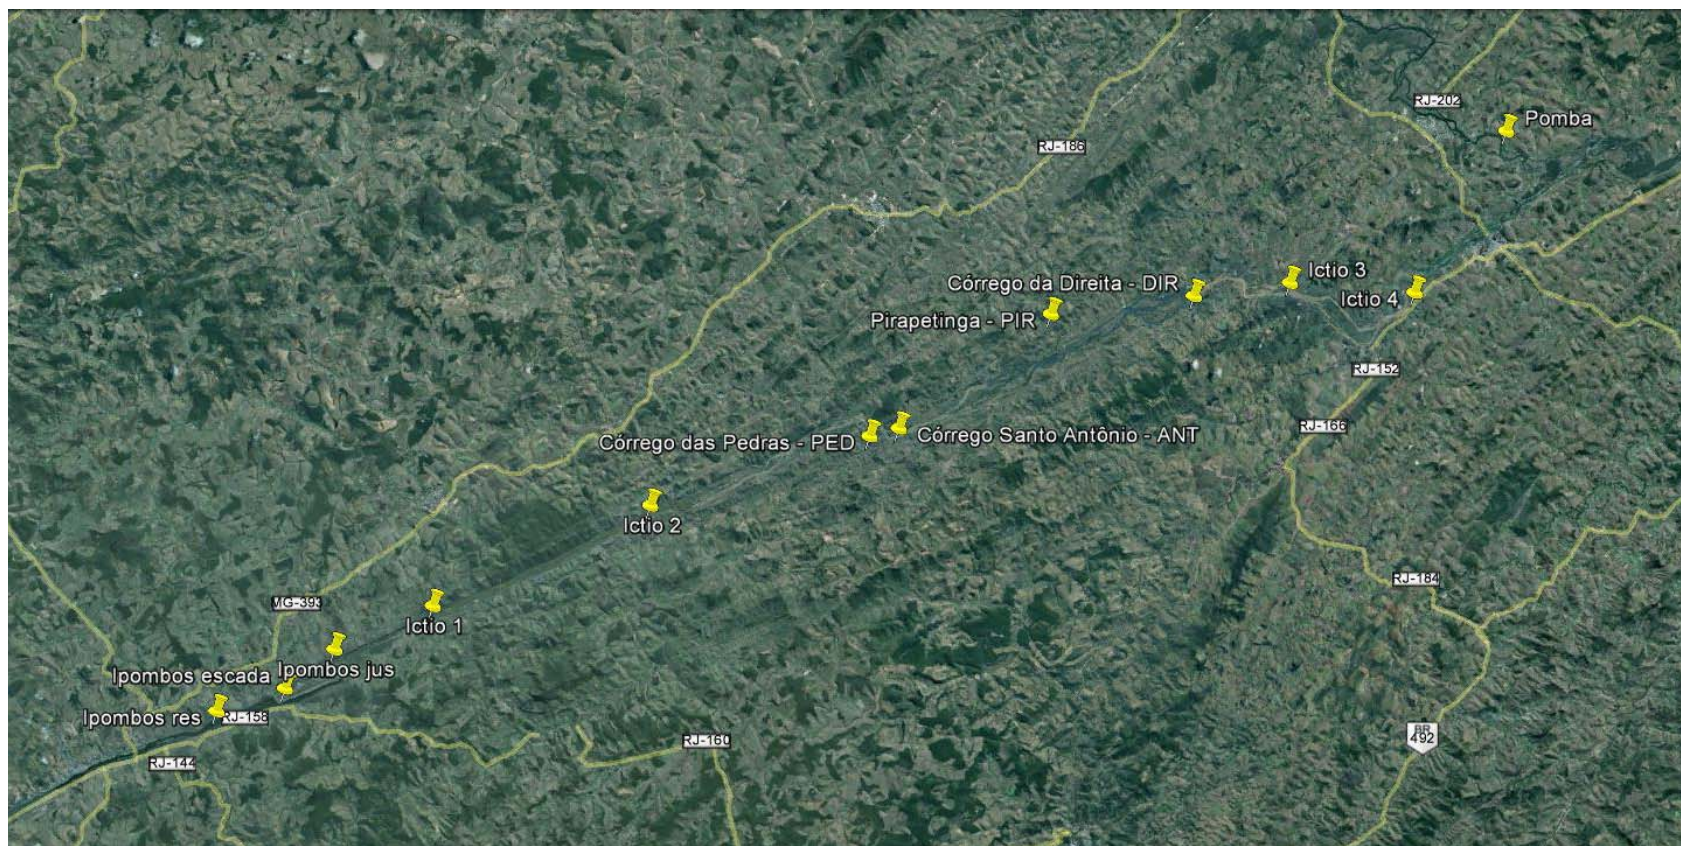 RJ-202
Pomba
RJ-186
Ictio 3
Córrego da Direita - DIR
Ictio 4
Pirapetinga - PIR
RJ-152
RJ-166
Córrego Santo Antônio - ANT
Córrego das Pedras - PED
Ictio 2
RJ-184
MG-393
Ictio 1
Ipombos jus
Ipombos escada
Ipombos res
RJ-158
BR
492
RJ-160
RJ-144